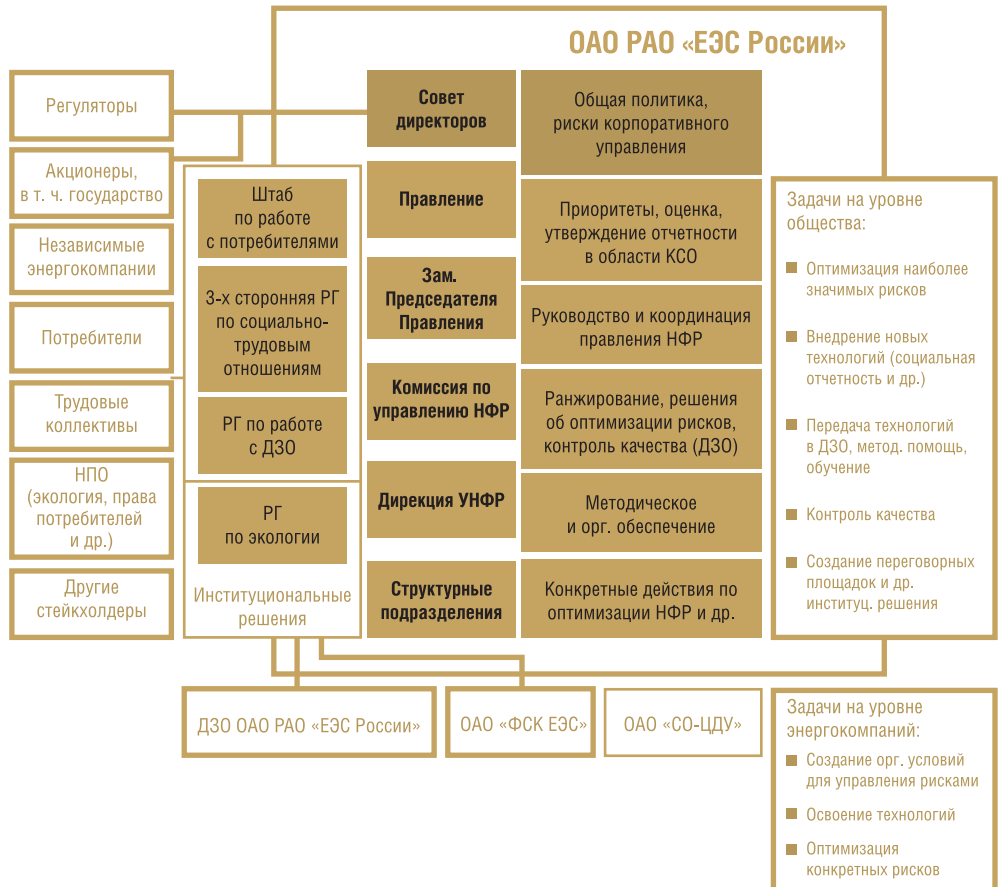 ОАО РАО «ЕЭС России»
Регуляторы
Акционеры,
в т. ч. государство
Независимые
энергокомпании
Потребители
Трудовые
коллективы
НПО
(экология, права
потребителей
и др.)
Другие
стейкхолдеры
Штаб
по работе
с потребителями
3-х сторонняя РГ
по социально-
трудовым
отношениям
РГ по работе
с ДЗО
РГ
по экологии
Институциональные
решения
Совет
директоров
Общая политика,
риски корпоративного
управления
Правление
Приоритеты, оценка,
утверждение отчетности
в области КСО
Зам.
Председателя
Правления
Руководство и координация
правления НФР
Комиссия по
управлению НФР
Ранжирование, решения
об оптимизации рисков,
контроль качества (ДЗО)
Дирекция УНФР
Методическое
и орг. обеспечение
Структурные
подразделения
Конкретные действия по
оптимизации НФР и др.
Задачи на уровне
общества:
Оптимизация наиболее
значимых рисков
Внедрение новых
технологий (социальная
отчетность и др.)
Передача технологий
в ДЗО, метод. помощь,
обучение
Контроль качества
Создание переговорных
площадок и др.
институц. решения
ДЗО ОАО РАО «ЕЭС России»
ОАО «ФСК ЕЭС»
ОАО «СО-ЦДУ»
Задачи на уровне
энергокомпаний:
Создание орг. условий
для управления рисками
Освоение технологий
Оптимизация
конкретных рисков